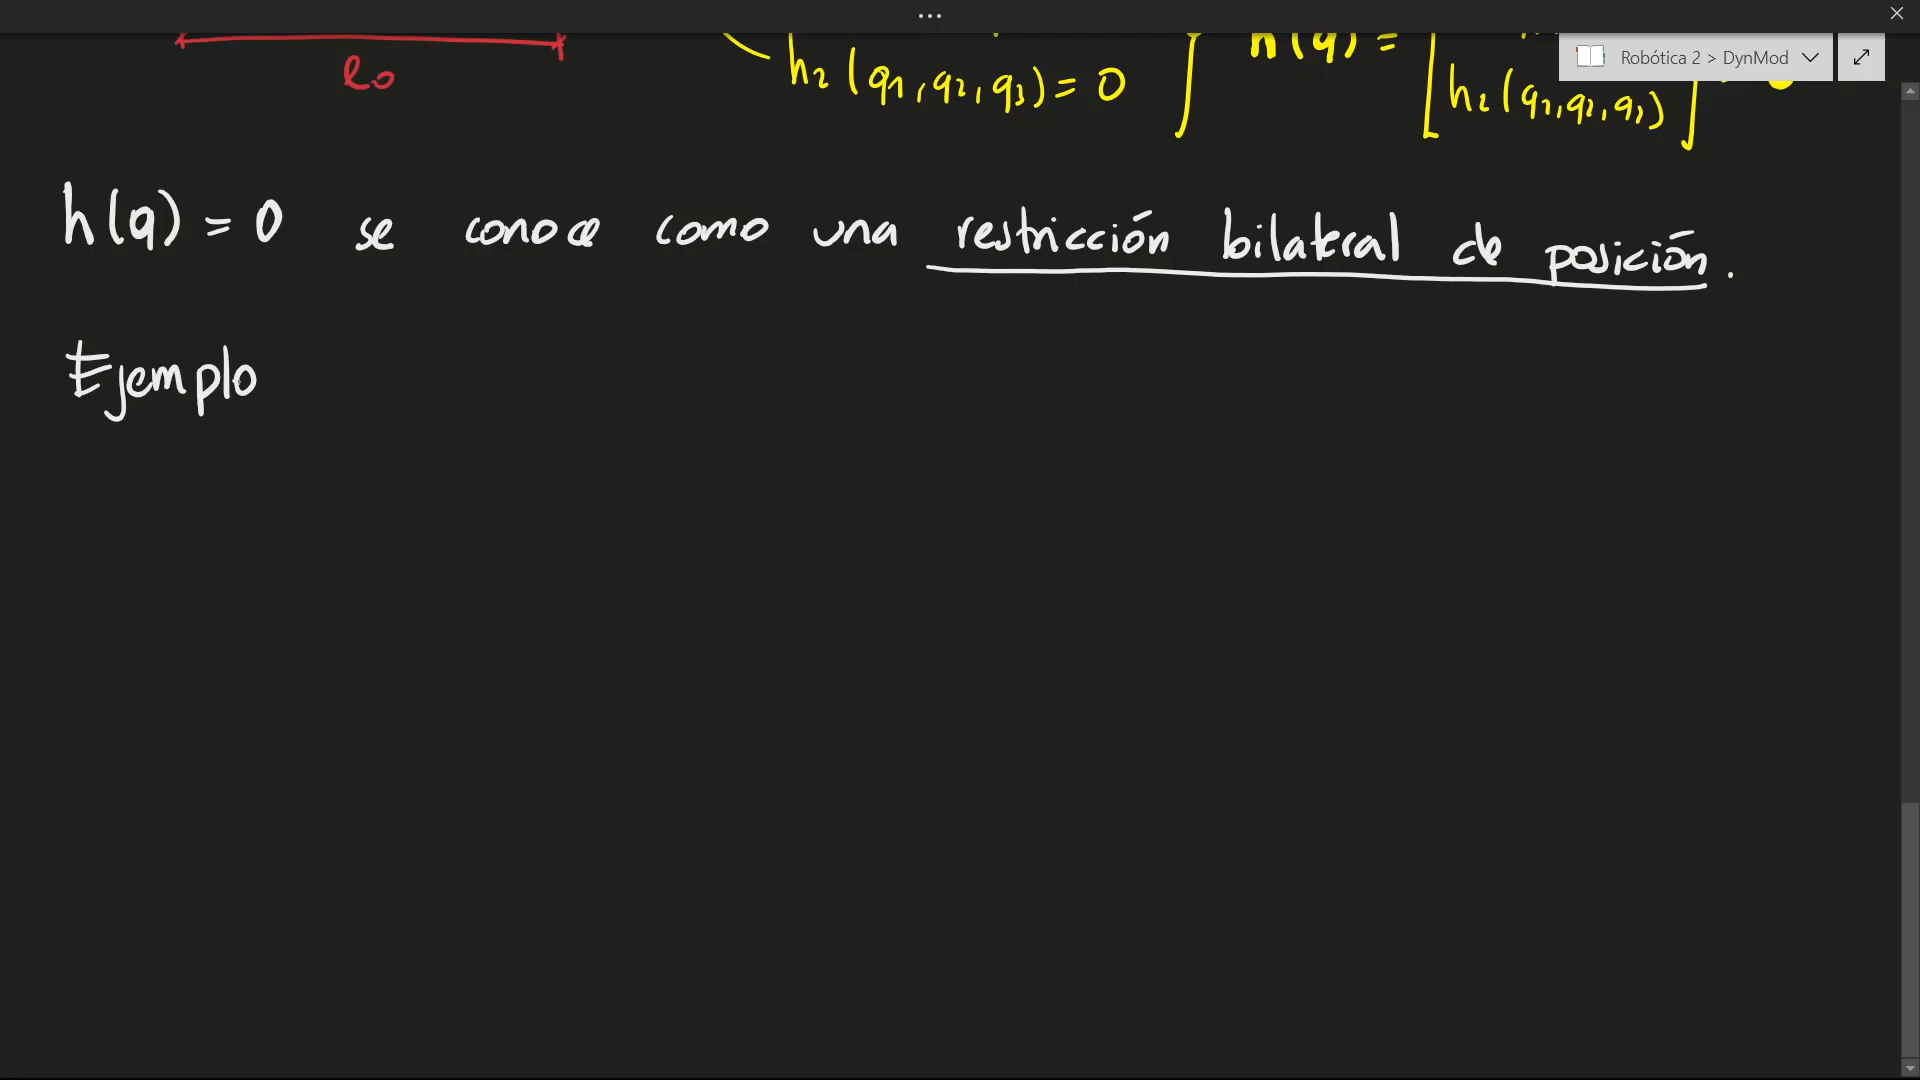 Robótica 2 > DynMod
l0
h2 (q1, q2, q3) = 0
h(q) =
h2 (q1, q2, q3)
h(q) = 0 se conoce como una restricción bilateral de posición.
Ejemplo